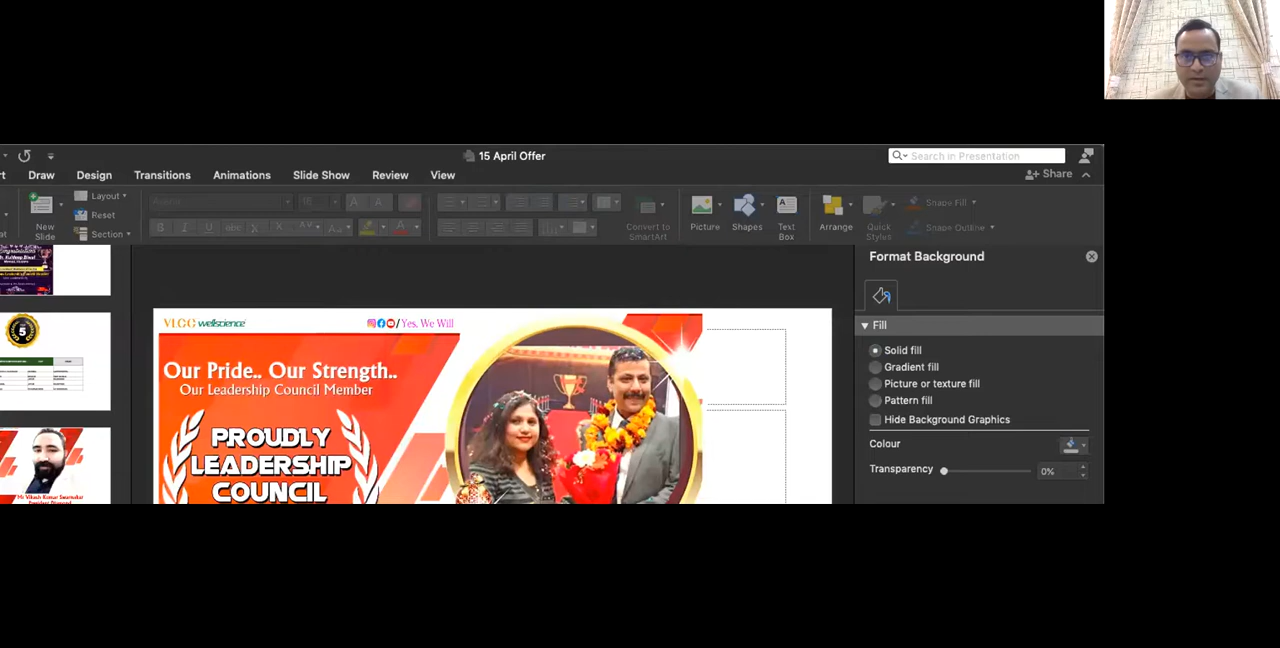 15 April Offer
Search in Presentation
Draw
Design
Transitions
Animations
Slide Show
Review
View
Share
New
Slide
Layout
Reset
Section
Convert to
SmartArt
Picture
Shapes
Text
Box
Arrange
Quick
Styles
Shape Fill
Shape Outline
5
VLCC wellscience
/Yes, We Will
Our Pride.. Our Strength..
Our Leadership Council Member
PROUDLY
LEADERSHIP
COUNCIL
Format Background
Fill
Solid fill
Gradient fill
Picture or texture fill
Pattern fill
Hide Background Graphics
Colour
Transparency
0%